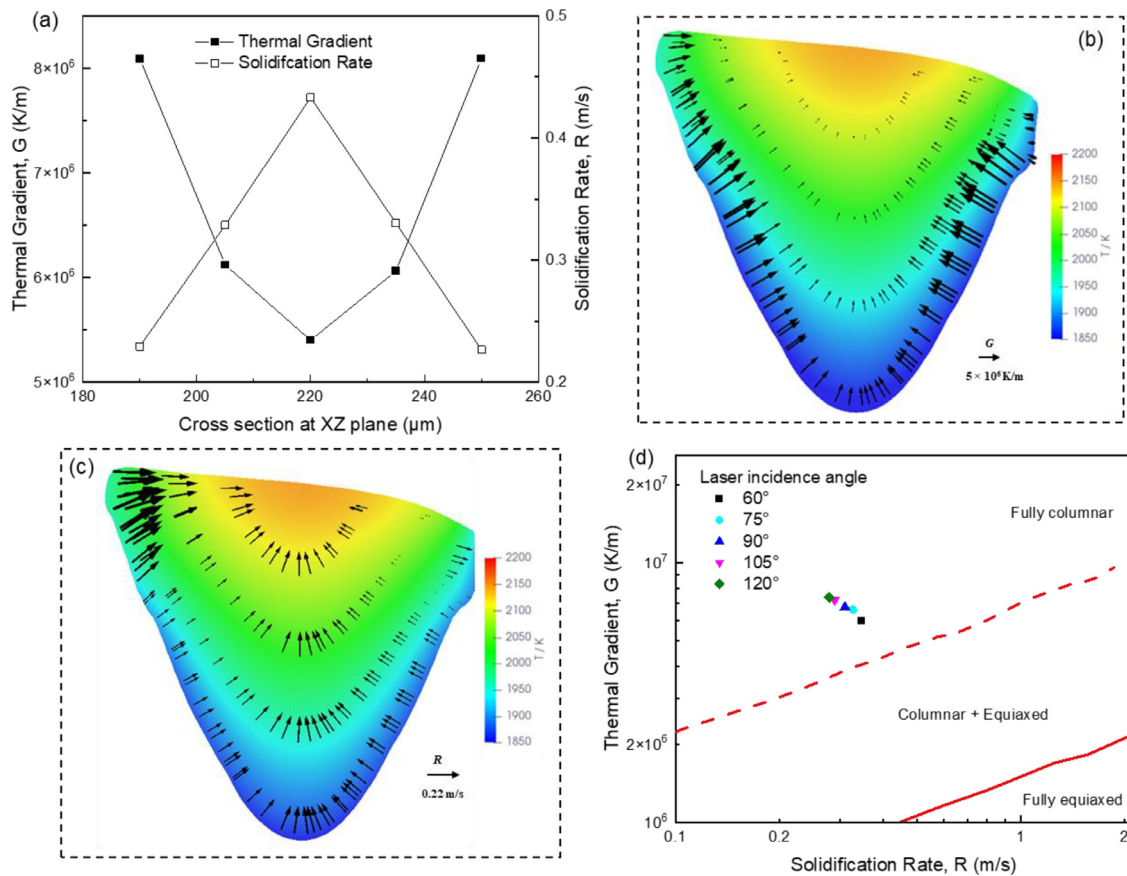 (a)
Thermal Gradient
Solidifcation Rate
8×10⁶
7×10⁶
6×10⁶
5×10⁶
Thermal Gradient, G (K/m)
0.5
0.4
0.3
0.2
Solidification Rate, R (m/s)
180
200
220
240
260
Cross section at XZ plane (µm)
(b)
2200
2150
2100
2050
2000
1950
1900
1850
T / K
G
5 × 10⁶ K/m
(c)
2200
2150
2100
2050
2000
1950
1900
1850
T / K
R
0.22 m/s
(d)
Laser incidence angle
60°
75°
90°
105°
120°
Fully columnar
Columnar + Equiaxed
Fully equiaxed
2×10⁷
10⁷
2×10⁶
10⁶
Thermal Gradient, G (K/m)
0.1
0.2
1
2
Solidification Rate, R (m/s)